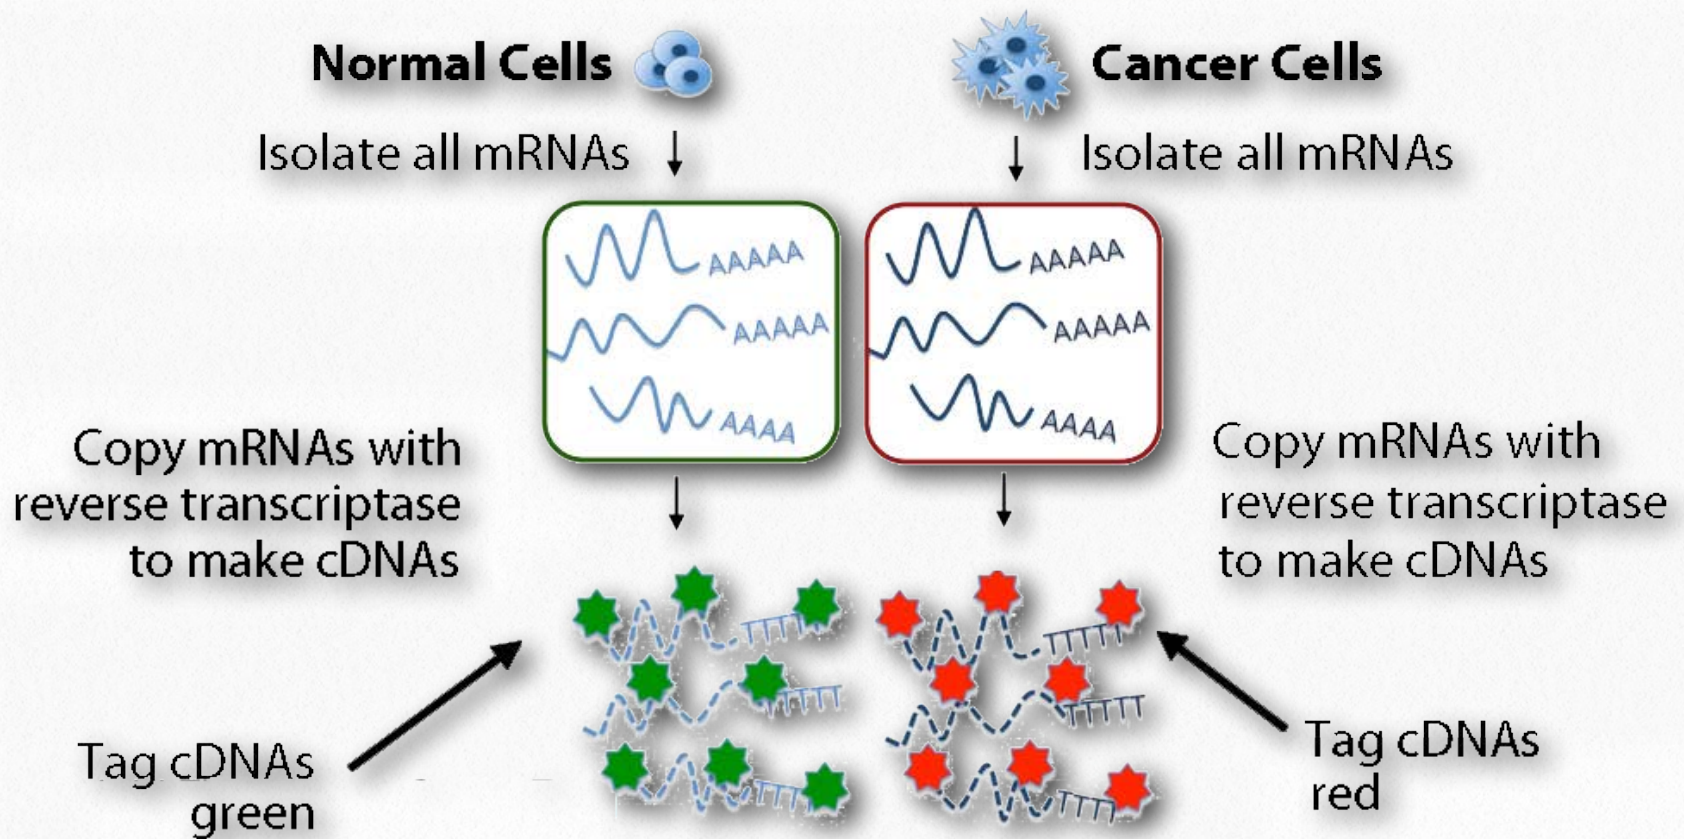 Normal Cells
Cancer Cells
Isolate all mRNAs
Isolate all mRNAs
AAAAA
AAAAA
AAAAA
AAAAA
AAAA
AAAA
Copy mRNAs with
reverse transcriptase
to make cDNAs
Copy mRNAs with
reverse transcriptase
to make cDNAs
TTTTT
TTTTT
TTTTT
TTTTT
TTTT
TTTT
Tag cDNAs
green
Tag cDNAs
red